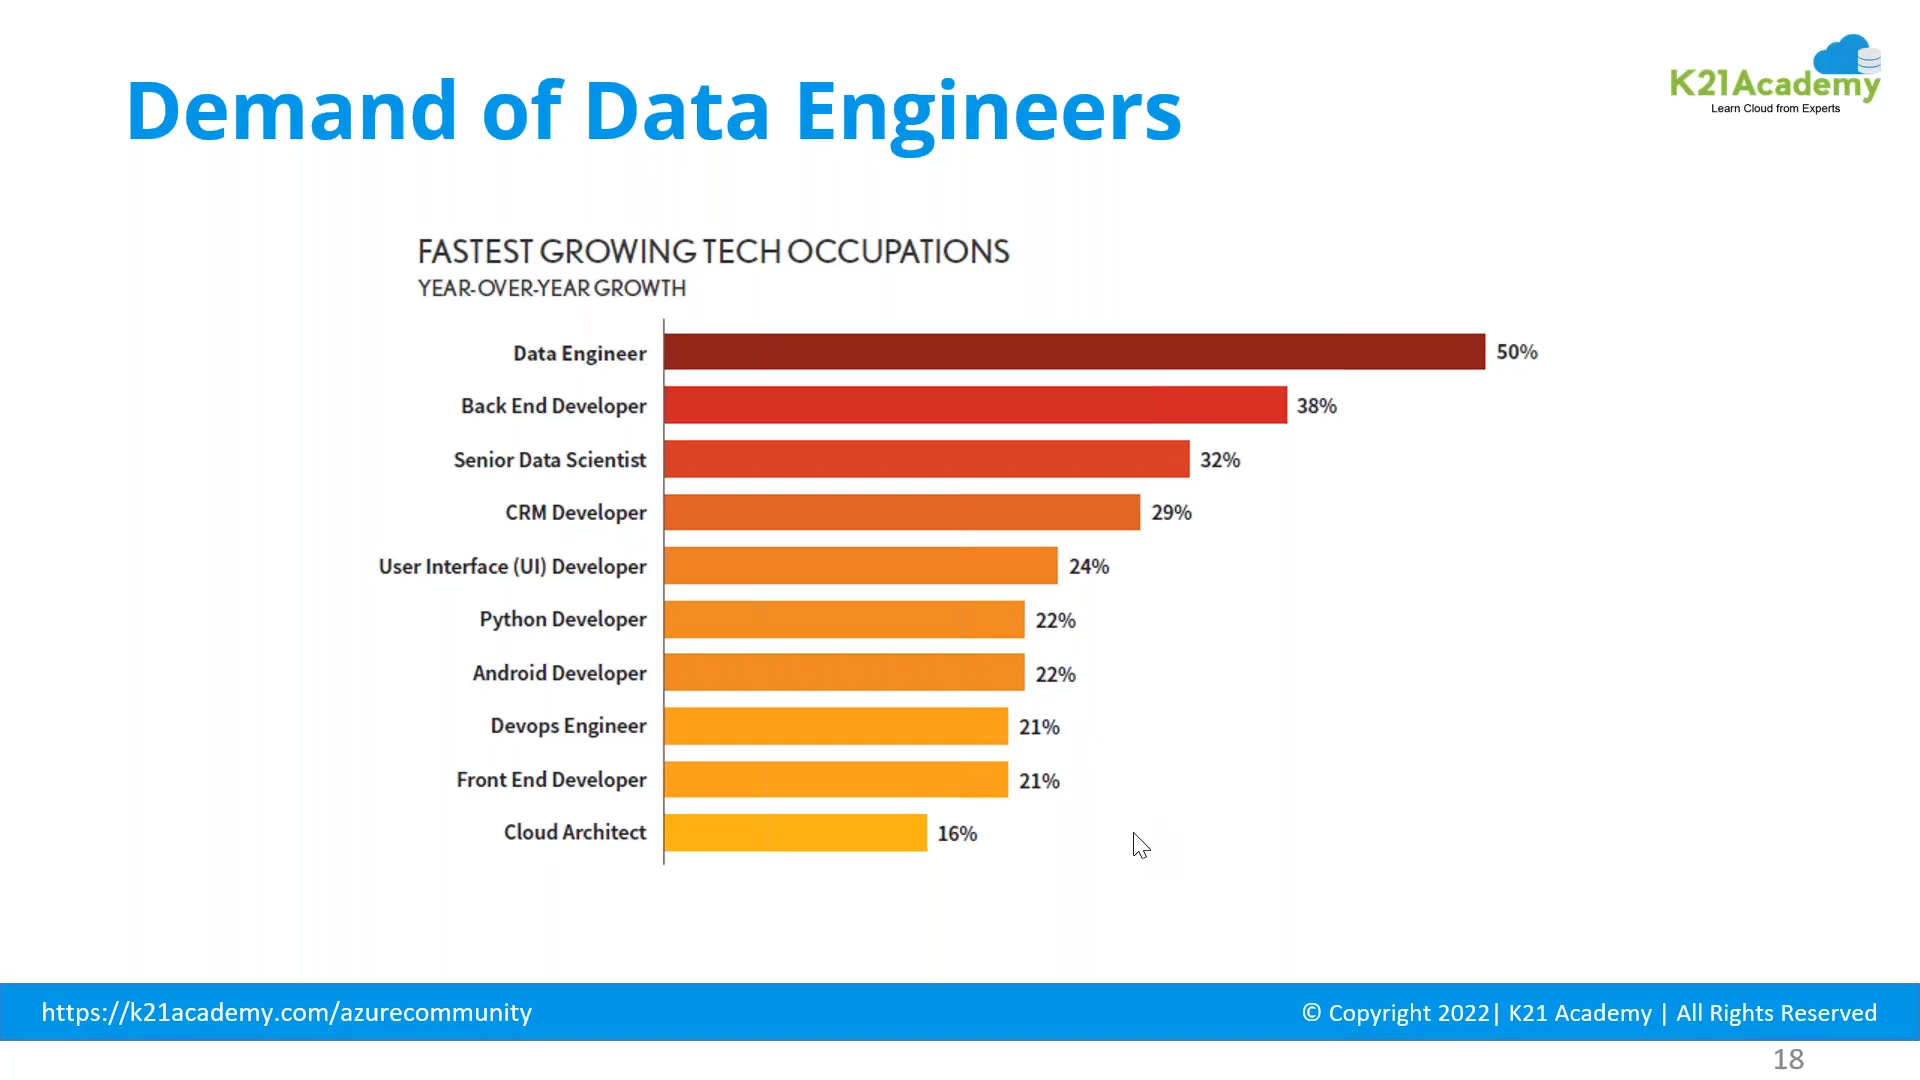 Demand of Data Engineers
K21Academy
Learn Cloud from Experts
FASTEST GROWING TECH OCCUPATIONS
YEAR-OVER-YEAR GROWTH
Data Engineer 50%
Back End Developer 38%
Senior Data Scientist 32%
CRM Developer 29%
User Interface (UI) Developer 24%
Python Developer 22%
Android Developer 22%
Devops Engineer 21%
Front End Developer 21%
Cloud Architect 16%
https://k21academy.com/azurecommunity
© Copyright 2022| K21 Academy | All Rights Reserved
18